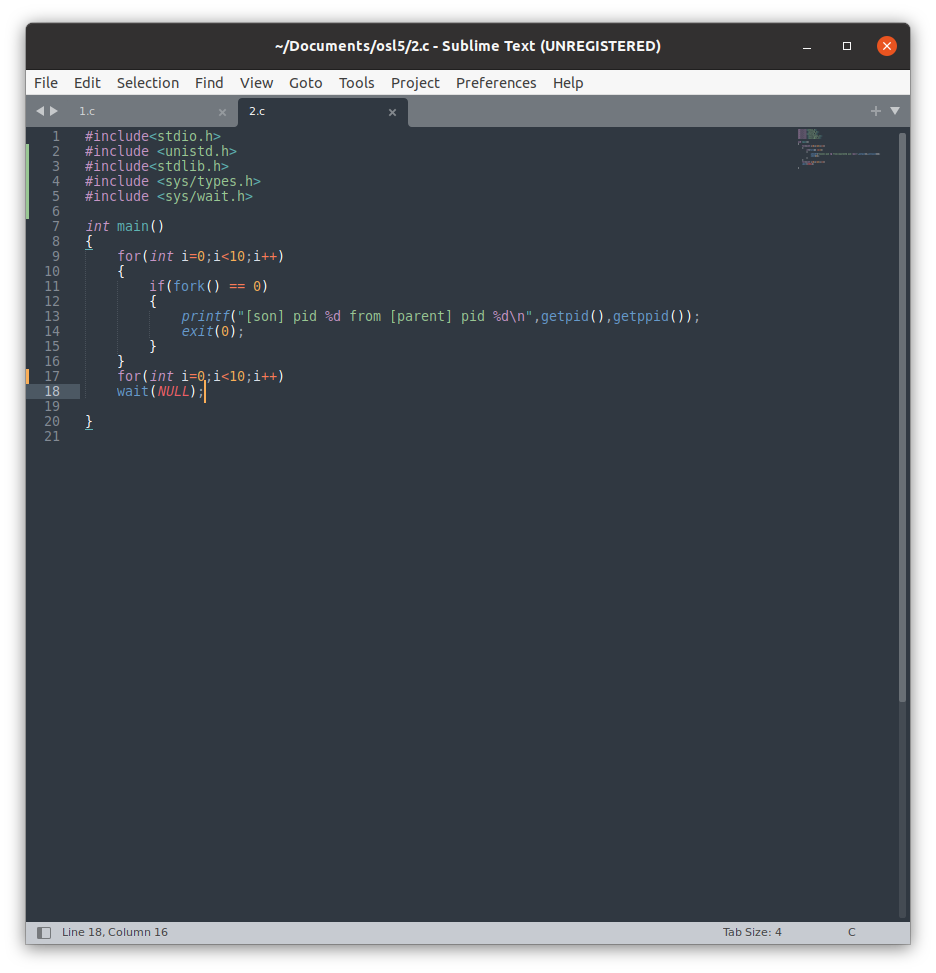 ~/Documents/osl5/2.c - Sublime Text (UNREGISTERED)
File Edit Selection Find View Goto Tools Project Preferences Help
1.c × 2.c ×
1 #include<stdio.h>
2 #include <unistd.h>
3 #include<stdlib.h>
4 #include <sys/types.h>
5 #include <sys/wait.h>
6
7 int main()
8 {
9     for(int i=0;i<10;i++)
10     {
11         if(fork() == 0)
12         {
13             printf("[son] pid %d from [parent] pid %d\n",getpid(),getppid());
14             exit(0);
15         }
16     }
17     for(int i=0;i<10;i++)
18     wait(NULL);
19
20 }
21
Line 18, Column 16 Tab Size: 4 C